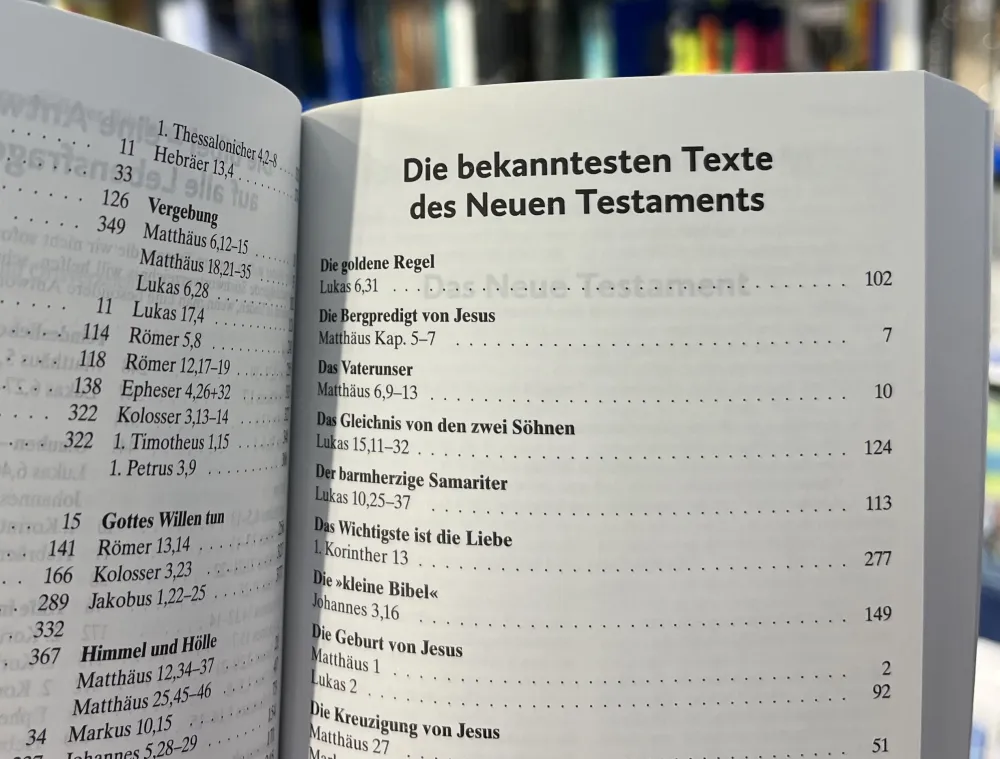 11
33
126
349
11
114
118
138
322
322
15
141
166
289
332
367
34
1. Thessalonicher 4,2–8
Hebräer 13,4
Vergebung
Matthäus 6,12–15
Matthäus 18,21–35
Lukas 6,28
Lukas 17,4
Römer 5,8
Römer 12,17–19
Epheser 4,26+32
Kolosser 3,13–14
1. Timotheus 1,15
1. Petrus 3,9
Gottes Willen tun
Römer 13,14
Kolosser 3,23
Jakobus 1,22–25
Himmel und Hölle
Matthäus 12,34–37
Matthäus 25,45–46
Markus 10,15
Johannes 5,28–29
Die bekanntesten Texte
des Neuen Testaments
Die goldene Regel
Lukas 6,31 102
Die Bergpredigt von Jesus
Matthäus Kap. 5–7 7
Das Vaterunser
Matthäus 6,9–13 10
Das Gleichnis von den zwei Söhnen
Lukas 15,11–32 124
Der barmherzige Samariter
Lukas 10,25–37 113
Das Wichtigste ist die Liebe
1. Korinther 13 277
Die »kleine Bibel«
Johannes 3,16 149
Die Geburt von Jesus
Matthäus 1 2
Lukas 2 92
Die Kreuzigung von Jesus
Matthäus 27 51